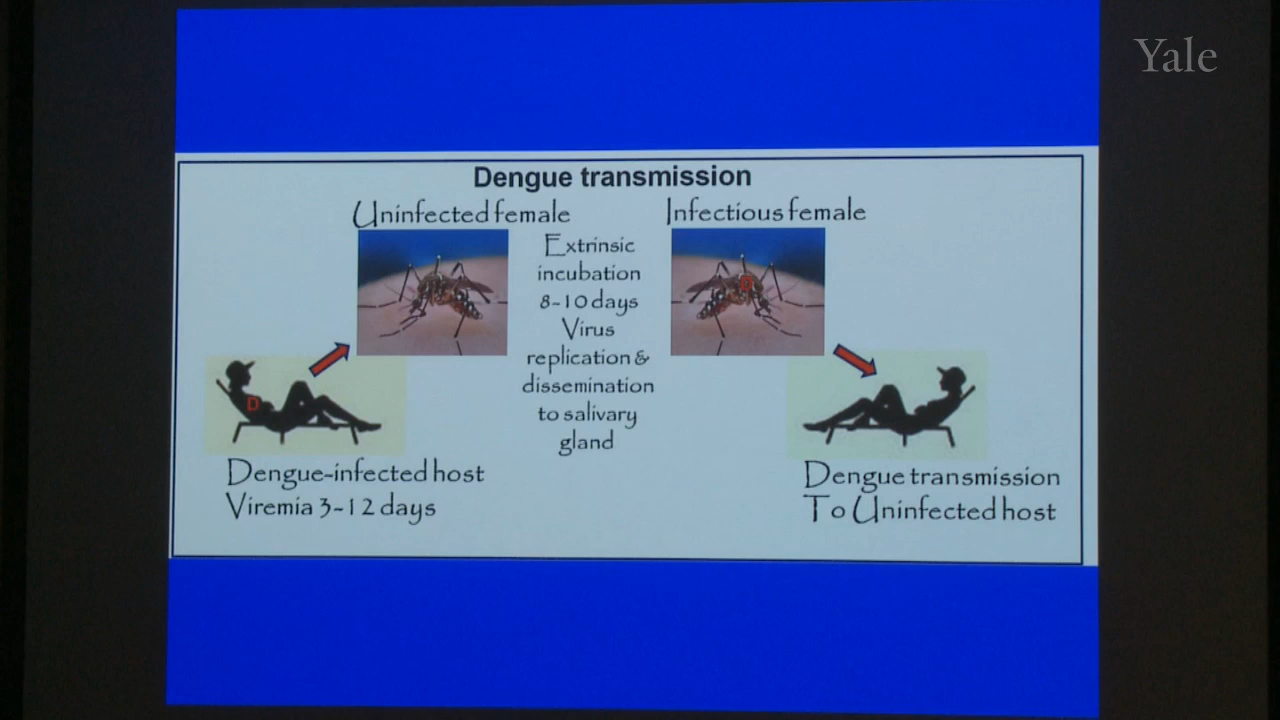 Yale
Dengue transmission
Uninfected female
Infectious female
Extrinsic
incubation
8-10 days
Virus
replication &
dissemination
to salivary
gland
D
D
Dengue-infected host
Viremia 3-12 days
Dengue transmission
To Uninfected host